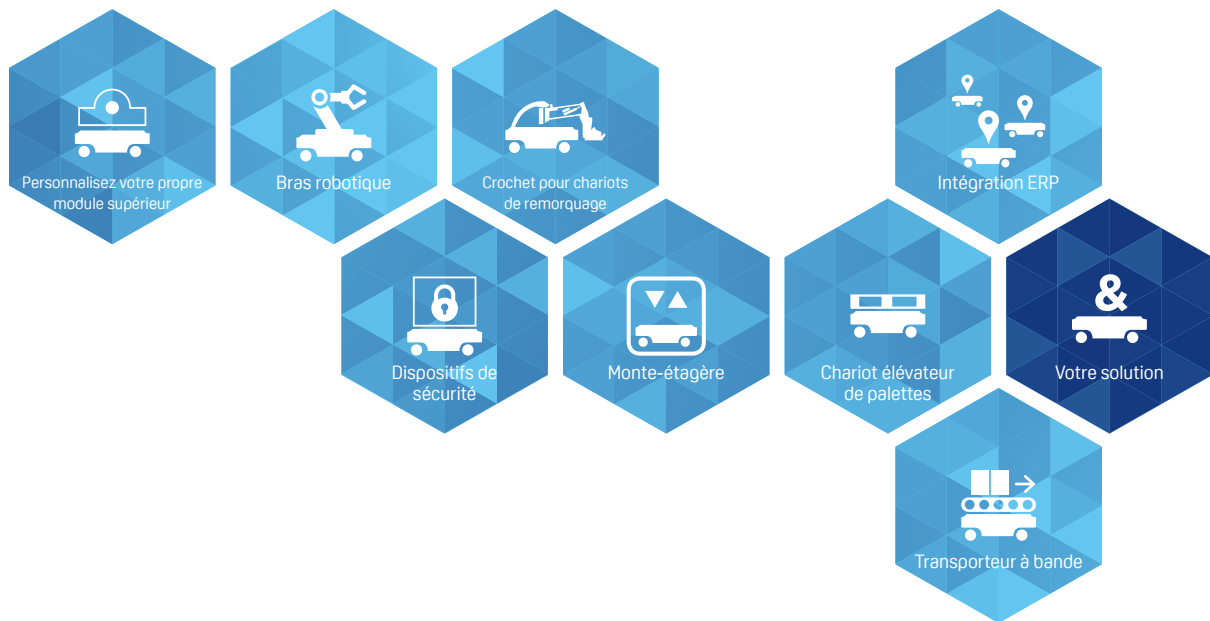 Personnalisez votre propre
module supérieur
Bras robotique
Crochet pour chariots
de remorquage
Intégration ERP
Dispositifs de
sécurité
Monte-étagère
Chariot élévateur
de palettes
&
Votre solution
Transporteur à bande